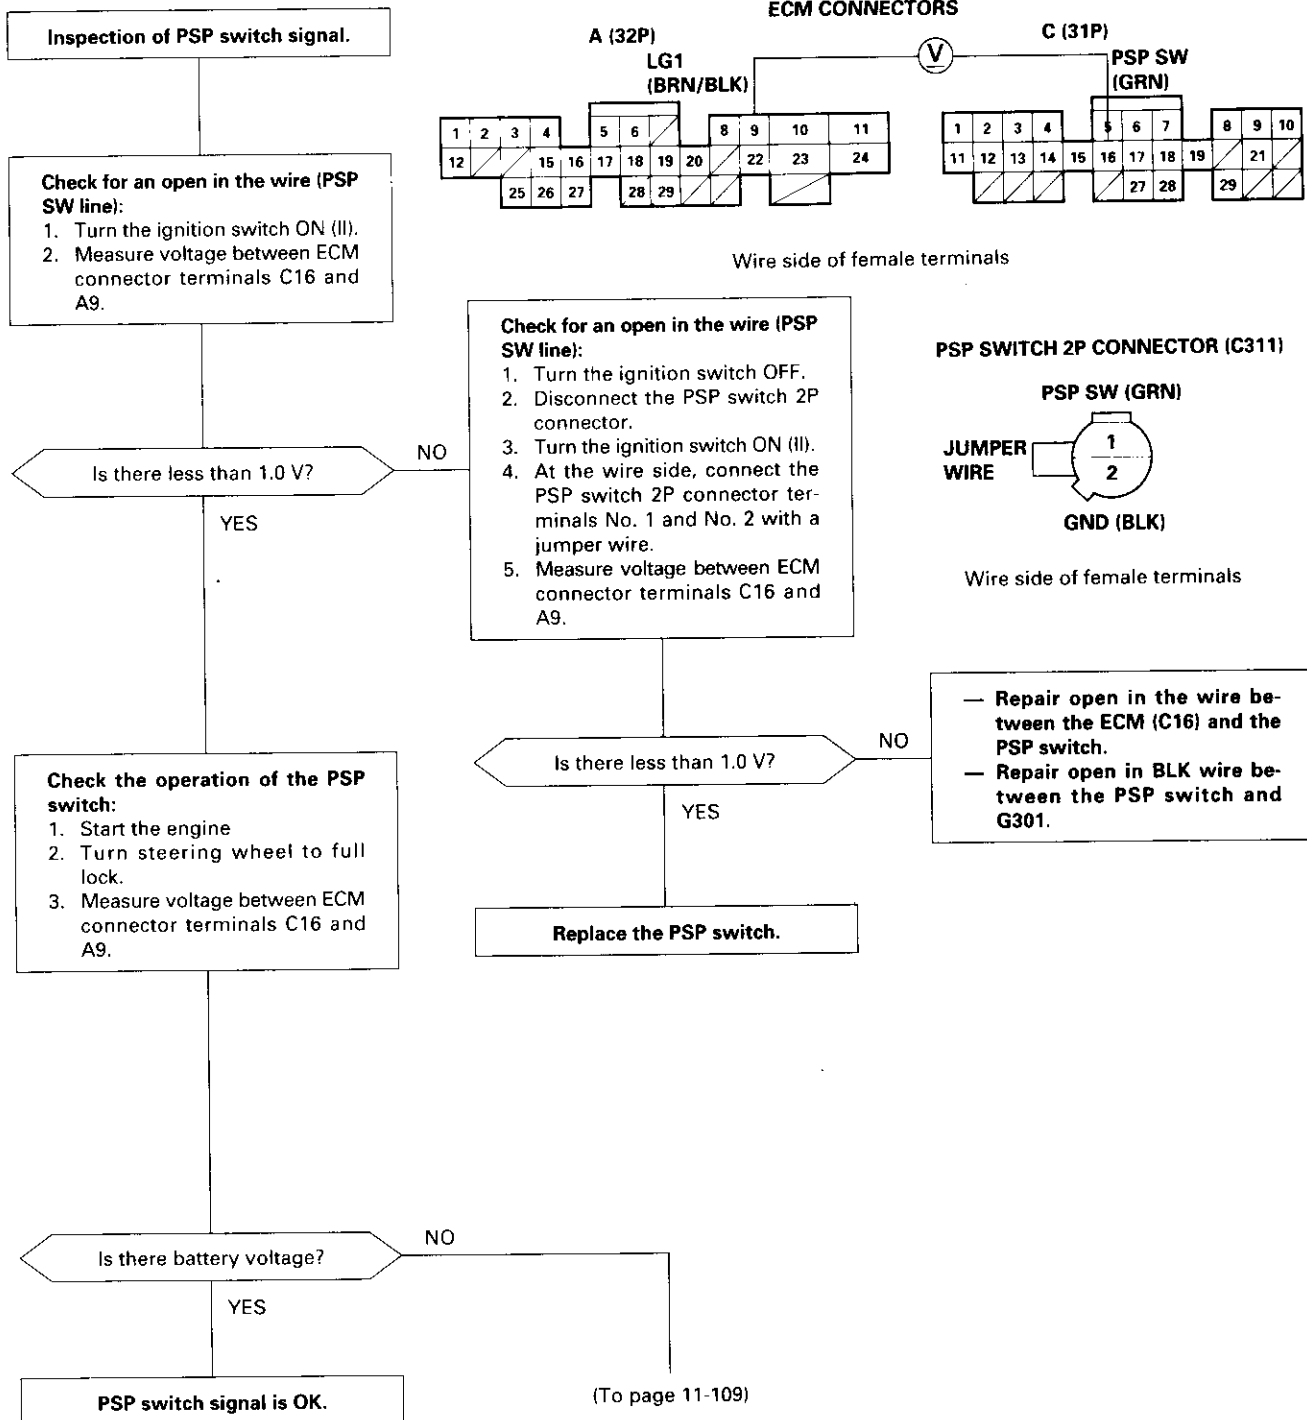 Inspection of PSP switch signal.
ECM CONNECTORS
A (32P)
LG1
(BRN/BLK)
V
C (31P)
PSP SW
(GRN)
1 2 3 4 5 6 8 9 10 11
12 15 16 17 18 19 20 22 23 24
25 26 27 28 29
1 2 3 4 5 6 7 8 9 10
11 12 13 14 15 16 17 18 19 21
27 28 29
Wire side of female terminals
Check for an open in the wire (PSP
SW line):
1. Turn the ignition switch ON (II).
2. Measure voltage between ECM
connector terminals C16 and
A9.
Is there less than 1.0 V?
NO
YES
Check for an open in the wire (PSP
SW line):
1. Turn the ignition switch OFF.
2. Disconnect the PSP switch 2P
connector.
3. Turn the ignition switch ON (II).
4. At the wire side, connect the
PSP switch 2P connector ter-
minals No. 1 and No. 2 with a
jumper wire.
5. Measure voltage between ECM
connector terminals C16 and
A9.
PSP SWITCH 2P CONNECTOR (C311)
PSP SW (GRN)
JUMPER
WIRE
1
2
GND (BLK)
Wire side of female terminals
Is there less than 1.0 V?
NO
YES
— Repair open in the wire be-
tween the ECM (C16) and the
PSP switch.
— Repair open in BLK wire be-
tween the PSP switch and
G301.
Replace the PSP switch.
Check the operation of the PSP
switch:
1. Start the engine
2. Turn steering wheel to full
lock.
3. Measure voltage between ECM
connector terminals C16 and
A9.
Is there battery voltage?
NO
YES
(To page 11-109)
PSP switch signal is OK.